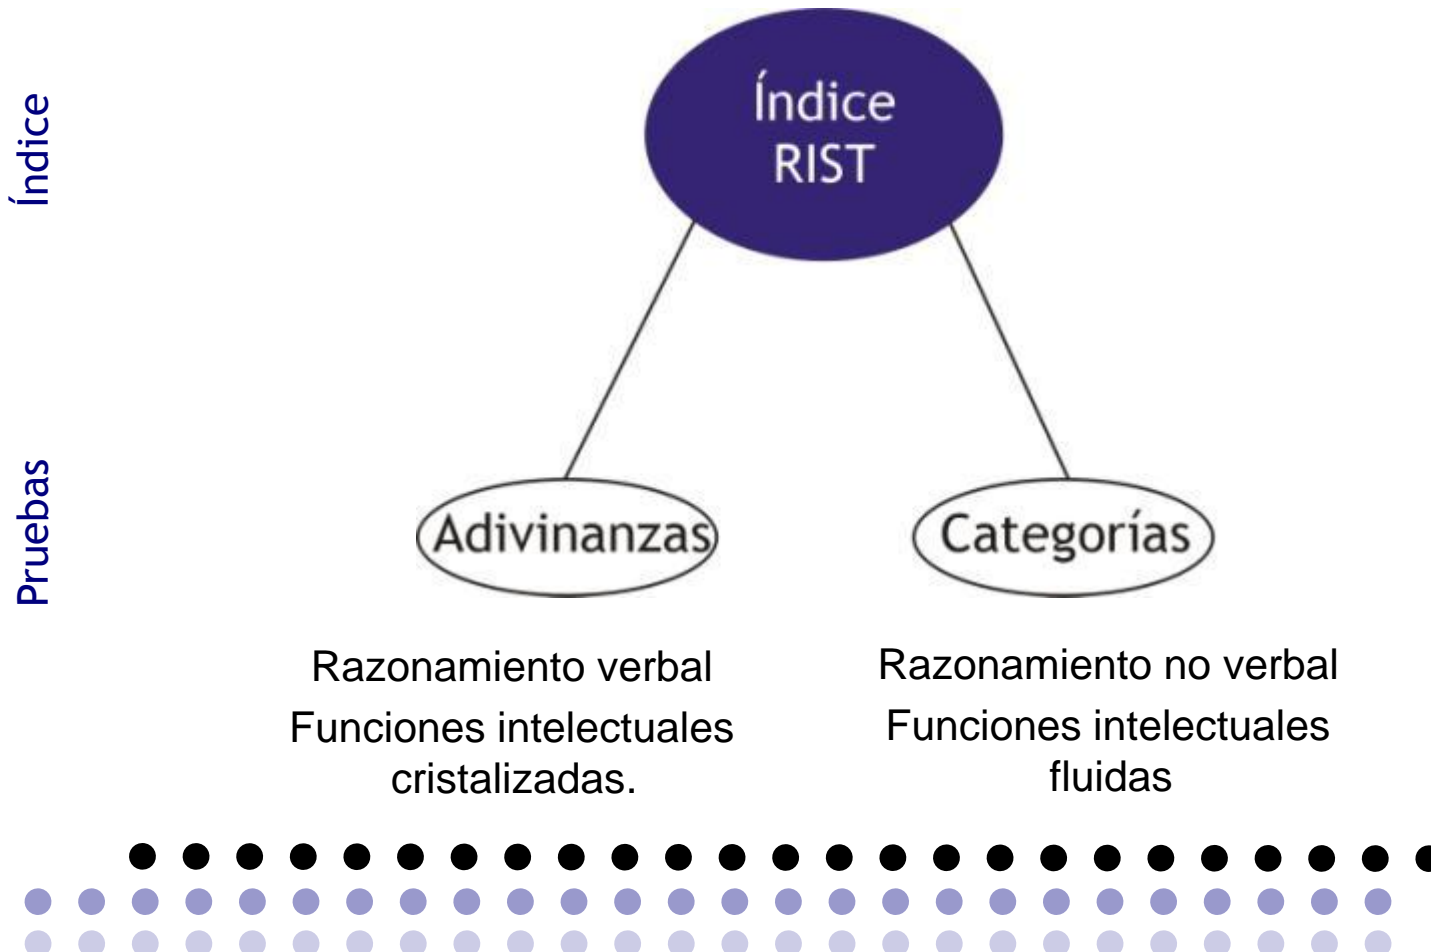 Índice
Índice
RIST
Pruebas
Adivinanzas
Categorías
Razonamiento verbal
Funciones intelectuales
cristalizadas.
Razonamiento no verbal
Funciones intelectuales
fluidas